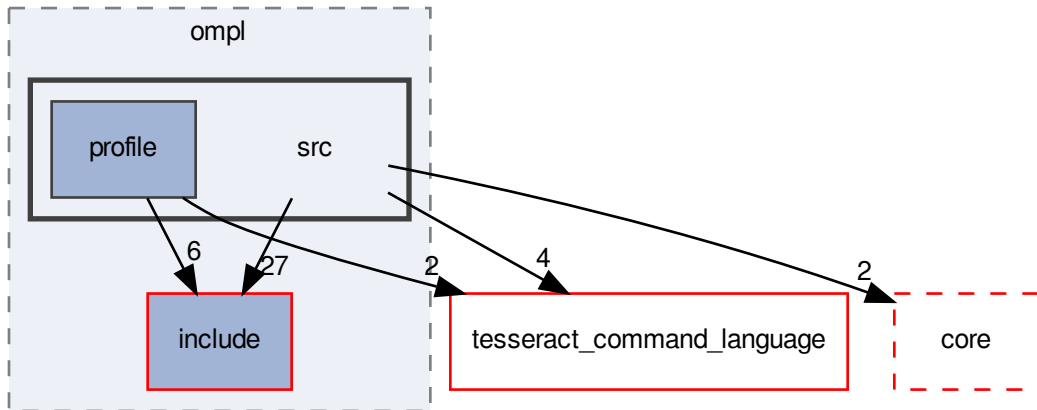 ompl
profile
src
6
27
2
4
2
include
tesseract_command_language
core